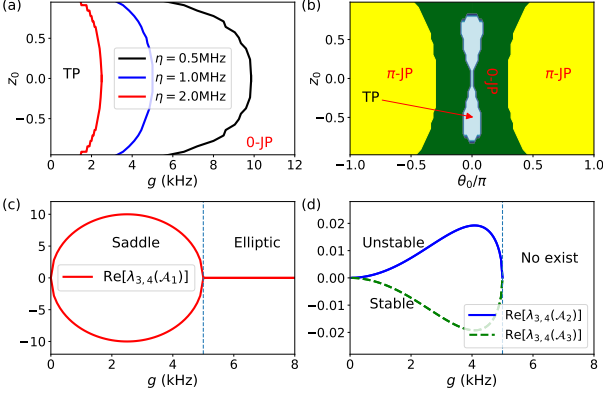 (a)
z₀
0.5
0.0
−0.5
TP
η = 0.5MHz
η = 1.0MHz
η = 2.0MHz
0-JP
0 2 4 6 8 10 12
g (kHz)
(b)
z₀
0.5
0.0
−0.5
π-JP
0-JP
π-JP
TP
−1.0 −0.5 0.0 0.5 1.0
θ₀/π
(c)
10
5
0
−5
−10
Saddle
Elliptic
Re[λ₃,₄(𝒜₁)]
0 2 4 6 8
g (kHz)
(d)
0.02
0.01
0.00
−0.01
−0.02
Unstable
Stable
No exist
Re[λ₃,₄(𝒜₂)]
Re[λ₃,₄(𝒜₃)]
0 2 4 6 8
g (kHz)